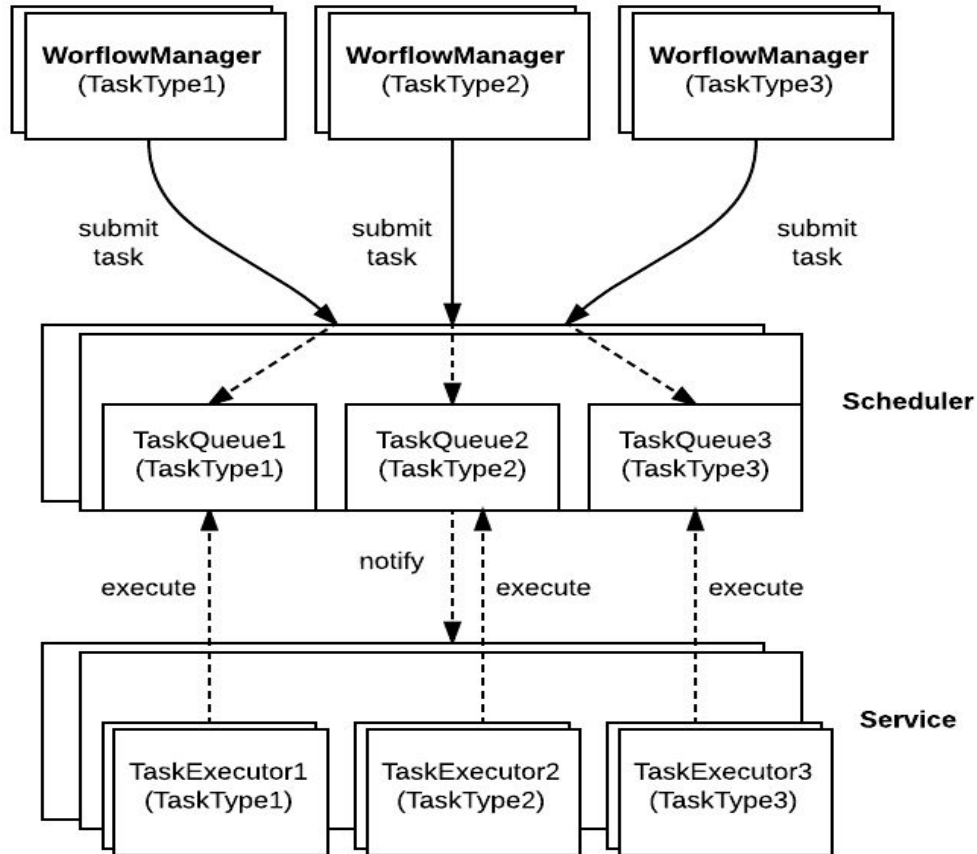 WorflowManager
(TaskType1)
WorflowManager
(TaskType2)
WorflowManager
(TaskType3)
submit
task
submit
task
submit
task
Scheduler
TaskQueue1
(TaskType1)
TaskQueue2
(TaskType2)
TaskQueue3
(TaskType3)
notify
execute
execute
execute
Service
TaskExecutor1
(TaskType1)
TaskExecutor2
(TaskType2)
TaskExecutor3
(TaskType3)